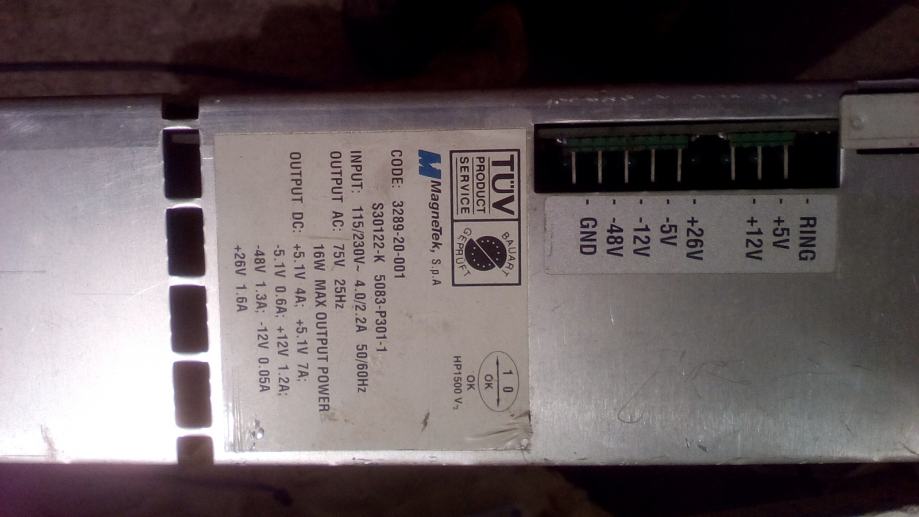 TÜV
PRODUCT
SERVICE
BAUART
GEPRÜFT
MagneTek, S.p.A
CODE: 3289-20-001
S30122-K 5083-P301-1
INPUT: 115/230V~ 4.0/2.2A 50/60Hz
OUTPUT AC: 75V 25Hz
16W MAX OUTPUT POWER
OUTPUT DC: +5.1V 4A; +5.1V 7A;
-5.1V 0.6A; +12V 1.2A;
-48V 1.3A; -12V 0.05A
+26V 1.6A
1 0
OK
OK
HP1500 V
- RING
- +5V
- +12V
- +26V
- -5V
- -12V
- -48V
- GND